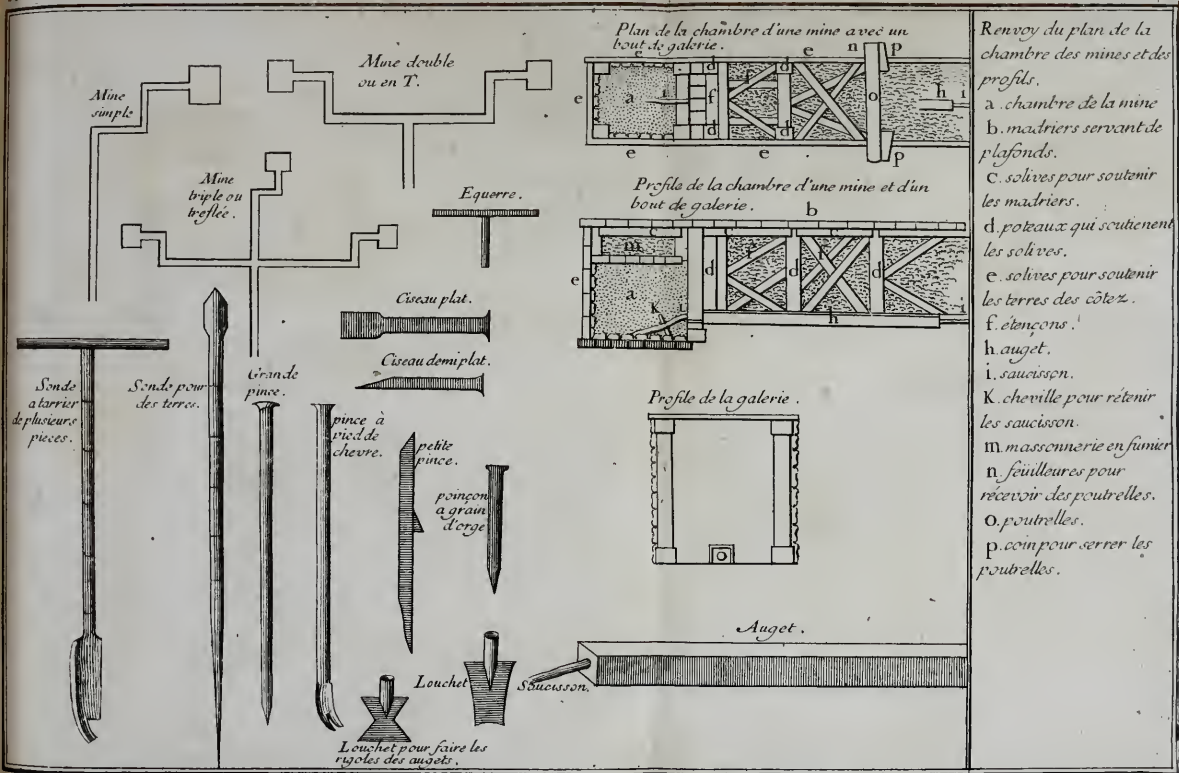 Mine
simple
Mine double
ou en T.
Mine
triple ou
treflée.
Equerre.
Plan de la chambre d'une mine avec un
bout de galerie.
e n p
d d
e a i f f h i
o
d d
e e p
Profile de la chambre d'une mine et d'un
bout de galerie.
b
c c c
m
e d f d f d
a
K i
h i
Ciseau plat.
Ciseau demi plat.
Sonde
a tarrier
de plusieurs
pieces.
Sonde pour
des terres.
Grande
pince.
pince à
pied de
chevre.
petite
pince.
poinçon
a grain
d'orge
Profile de la galerie.
Louchet
Louchet pour faire les
rigoles des augets.
Auget.
Saucisson.
Renvoy du plan de la
chambre des mines et des
profils.
a. chambre de la mine
b. madriers servant de
plafonds.
c. solives pour soutenir
les madriers.
d. poteaux qui soutienent
les solives.
e. solives pour soutenir
les terres des côtez.
f. étençons.
h. auget.
i. saucisson.
K. cheville pour rétenir
les saucisson.
m. massonnerie en fumier
n. feüilleures pour
récevoir des poutrelles.
o. poutrelles.
p. coin pour serrer les
poutrelles.